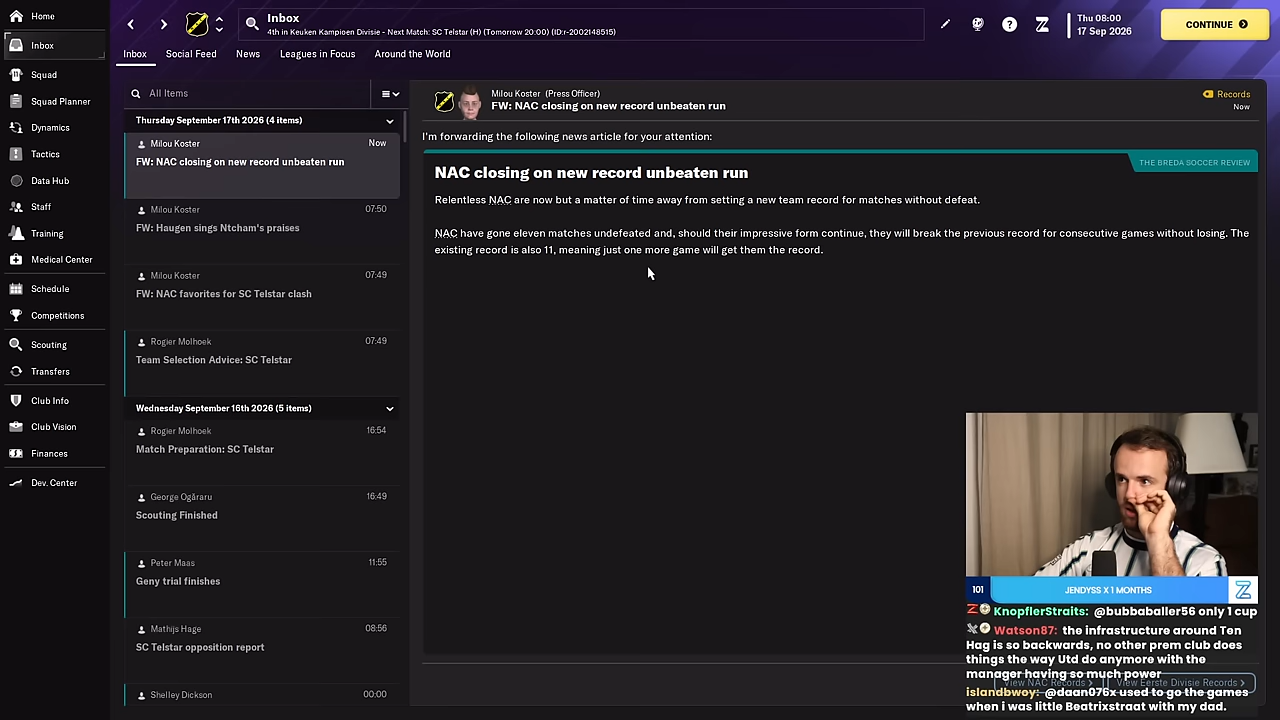 Home
Inbox
Squad
Squad Planner
Dynamics
Tactics
Data Hub
Staff
Training
Medical Center
Schedule
Competitions
Scouting
Transfers
Club Info
Club Vision
Finances
Dev. Center
Inbox
4th in Keuken Kampioen Divisie - Next Match: SC Telstar (H) (Tomorrow 20:00) (ID:r-2002148515)
Thu 08:00
17 Sep 2026
CONTINUE
Inbox Social Feed News Leagues in Focus Around the World
All Items
Thursday September 17th 2026 (4 items)
Milou Koster Now
FW: NAC closing on new record unbeaten run
Milou Koster 07:50
FW: Haugen sings Ntcham's praises
Milou Koster 07:49
FW: NAC favorites for SC Telstar clash
Rogier Molhoek 07:49
Team Selection Advice: SC Telstar
Wednesday September 16th 2026 (5 items)
Rogier Molhoek 16:54
Match Preparation: SC Telstar
George Ogăraru 16:49
Scouting Finished
Peter Maas 11:55
Geny trial finishes
Mathijs Hage 08:56
SC Telstar opposition report
Shelley Dickson 00:00
Milou Koster (Press Officer)
FW: NAC closing on new record unbeaten run
Records
Now
I'm forwarding the following news article for your attention:
THE BREDA SOCCER REVIEW
NAC closing on new record unbeaten run
Relentless NAC are now but a matter of time away from setting a new team record for matches without defeat.
NAC have gone eleven matches undefeated and, should their impressive form continue, they will break the previous record for consecutive games without losing. The
existing record is also 11, meaning just one more game will get them the record.
101 JENDYSS X 1 MONTHS Z
KnopflerStraits: @bubbaballer56 only 1 cup
Watson87: the infrastructure around Ten
Hag is so backwards, no other prem club does
things the way Utd do anymore with the
manager having so much power
View NAC Records > View Eerste Divisie Records >
islandbwoy: @daan076x used to go the games
when i was little Beatrixstraat with my dad.